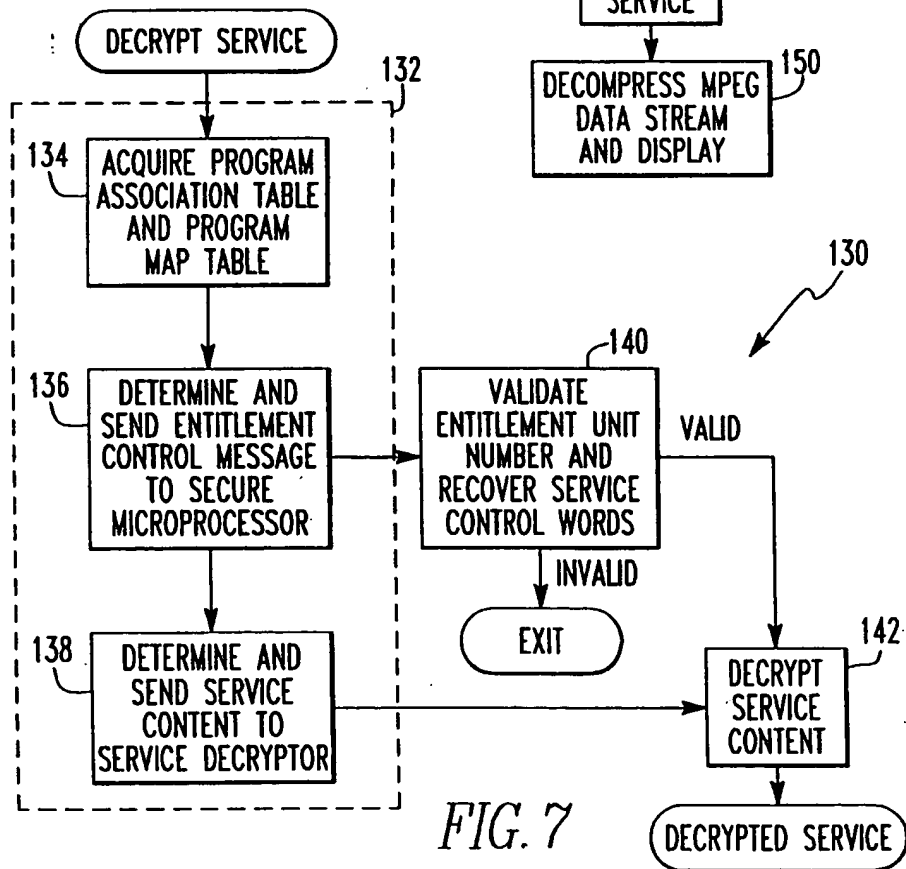 SERVICE
DECRYPT SERVICE
132
150
DECOMPRESS MPEG
DATA STREAM
AND DISPLAY
134
ACQUIRE PROGRAM
ASSOCIATION TABLE
AND PROGRAM
MAP TABLE
130
136
DETERMINE AND
SEND ENTITLEMENT
CONTROL MESSAGE
TO SECURE
MICROPROCESSOR
140
VALIDATE
ENTITLEMENT UNIT
NUMBER AND
RECOVER SERVICE
CONTROL WORDS
VALID
INVALID
EXIT
138
DETERMINE AND
SEND SERVICE
CONTENT TO
SERVICE DECRYPTOR
142
DECRYPT
SERVICE
CONTENT
DECRYPTED SERVICE
FIG. 7